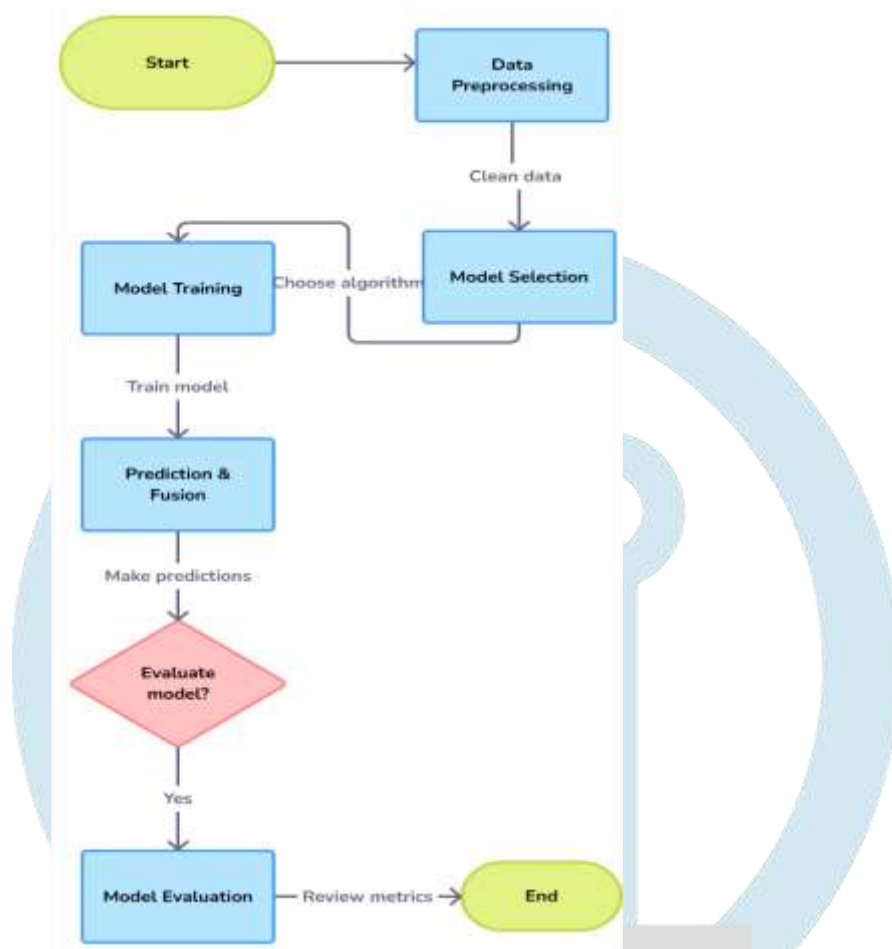 Start
Data
Preprocessing
Clean data
Model Selection
Choose algorithm
Model Training
Train model
Prediction &
Fusion
Make predictions
Evaluate
model?
Yes
Model Evaluation
Review metrics
End